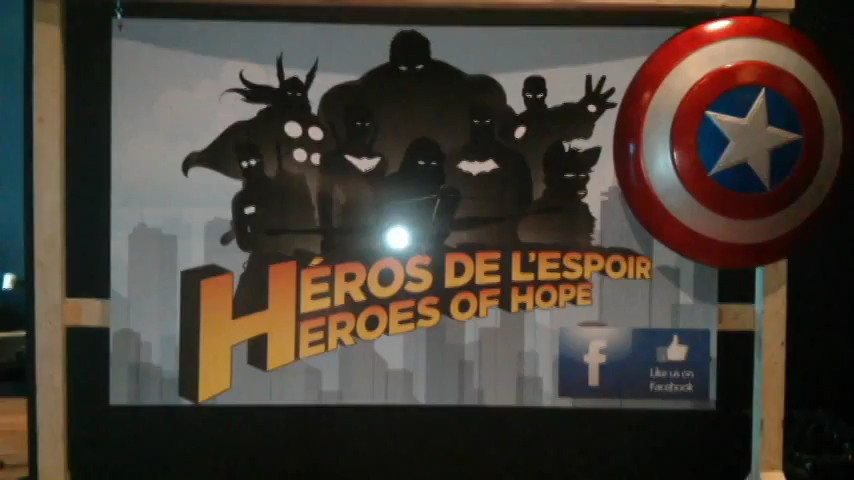 HÉROS DE L'ESPOIR
HEROES OF HOPE
f
Like us on
Facebook